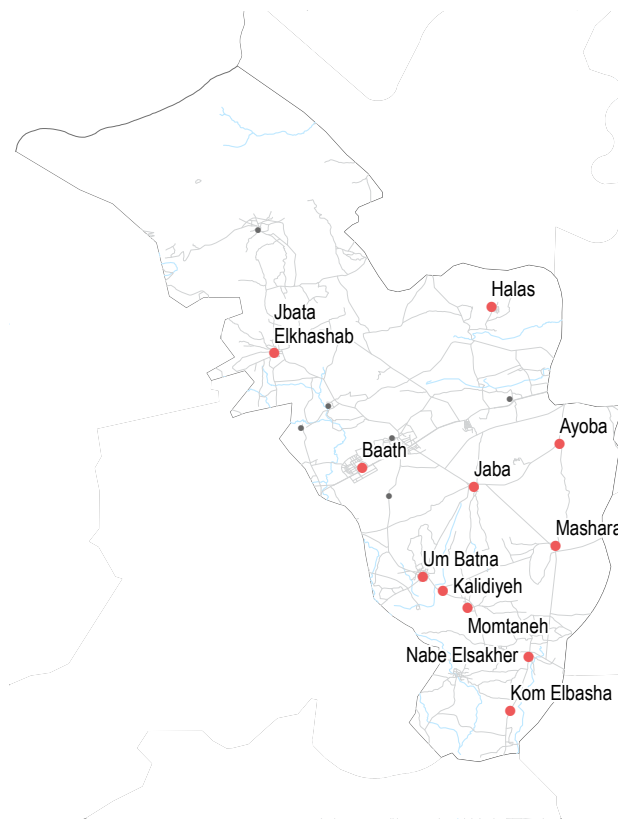 Halas
Jbata
Elkhashab
Ayoba
Baath
Jaba
Mashara
Um Batna
Kalidiyeh
Momtaneh
Nabe Elsakher
Kom Elbasha